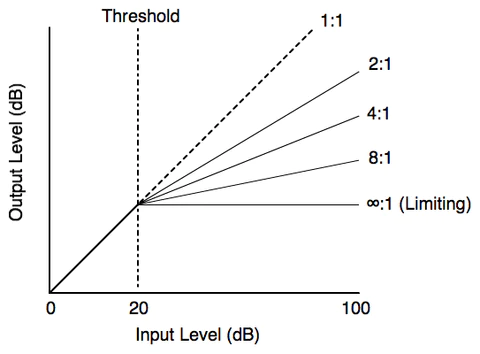 Threshold
1:1
2:1
4:1
8:1
∞:1 (Limiting)
Output Level (dB)
0
20
100
Input Level (dB)